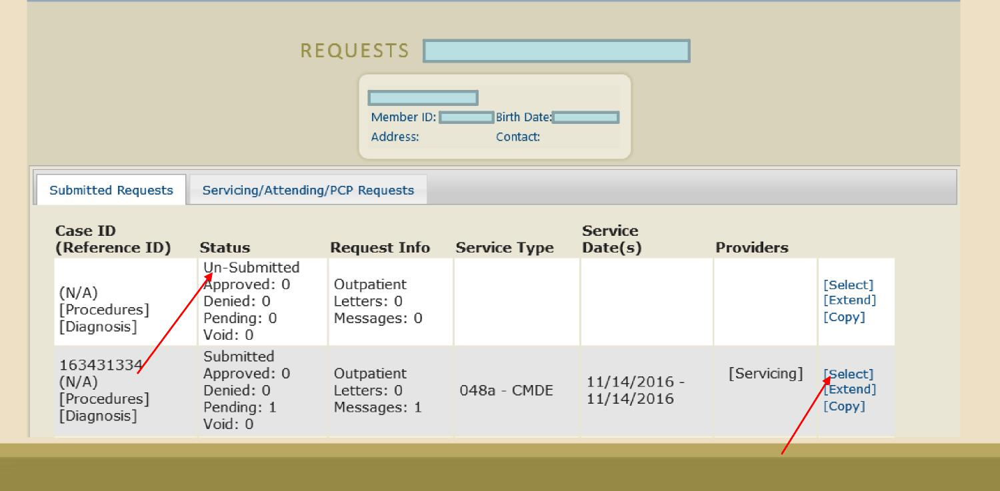 REQUESTS
Member ID: Birth Date:
Address: Contact:
Submitted Requests Servicing/Attending/PCP Requests
Case ID
(Reference ID) Status Request Info Service Type Service Date(s) Providers
(N/A)
[Procedures]
[Diagnosis]
Un-Submitted
Approved: 0
Denied: 0
Pending: 0
Void: 0
Outpatient
Letters: 0
Messages: 0
[Select]
[Extend]
[Copy]
163431334
(N/A)
[Procedures]
[Diagnosis]
Submitted
Approved: 0
Denied: 0
Pending: 1
Void: 0
Outpatient
Letters: 0
Messages: 1
048a - CMDE
11/14/2016 -
11/14/2016
[Servicing]
[Select]
[Extend]
[Copy]